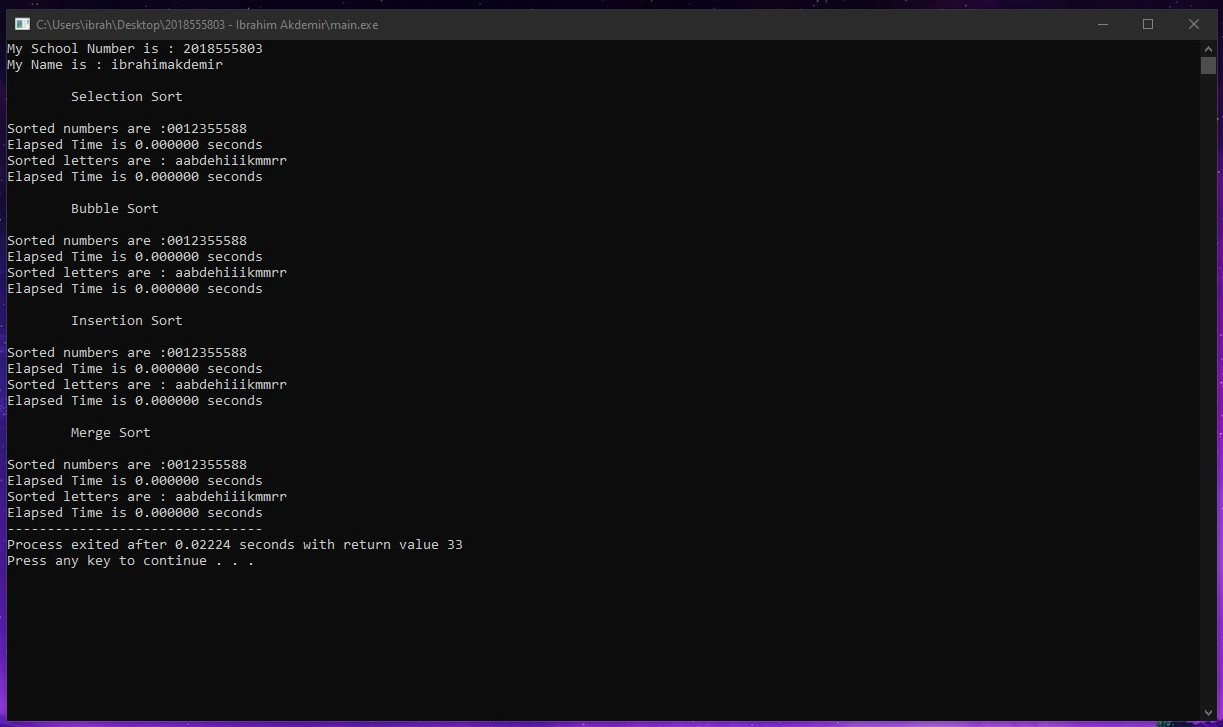 C:\Users\ibrah\Desktop\2018555803 - Ibrahim Akdemir\main.exe
My School Number is : 2018555803
My Name is : ibrahimakdemir
Selection Sort
Sorted numbers are :0012355588
Elapsed Time is 0.000000 seconds
Sorted letters are : aabdehiiikmmrr
Elapsed Time is 0.000000 seconds
Bubble Sort
Sorted numbers are :0012355588
Elapsed Time is 0.000000 seconds
Sorted letters are : aabdehiiikmmrr
Elapsed Time is 0.000000 seconds
Insertion Sort
Sorted numbers are :0012355588
Elapsed Time is 0.000000 seconds
Sorted letters are : aabdehiiikmmrr
Elapsed Time is 0.000000 seconds
Merge Sort
Sorted numbers are :0012355588
Elapsed Time is 0.000000 seconds
Sorted letters are : aabdehiiikmmrr
Elapsed Time is 0.000000 seconds
--------------------------------
Process exited after 0.02224 seconds with return value 33
Press any key to continue . . .